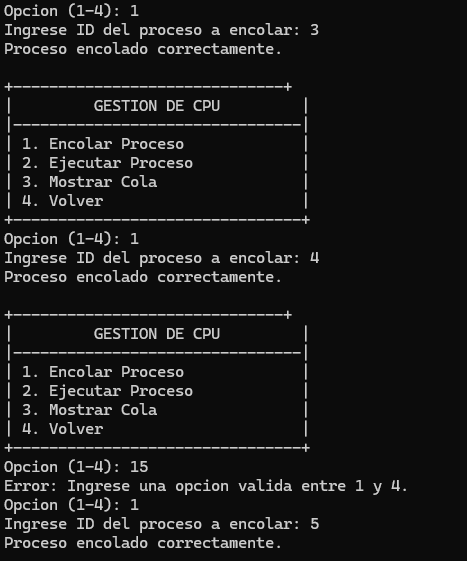 Opcion (1-4): 1
Ingrese ID del proceso a encolar: 3
Proceso encolado correctamente.

+------------------------------+
|         GESTION DE CPU         |
|--------------------------------|
| 1. Encolar Proceso             |
| 2. Ejecutar Proceso            |
| 3. Mostrar Cola                |
| 4. Volver                      |
+--------------------------------+
Opcion (1-4): 1
Ingrese ID del proceso a encolar: 4
Proceso encolado correctamente.

+------------------------------+
|         GESTION DE CPU         |
|--------------------------------|
| 1. Encolar Proceso             |
| 2. Ejecutar Proceso            |
| 3. Mostrar Cola                |
| 4. Volver                      |
+--------------------------------+
Opcion (1-4): 15
Error: Ingrese una opcion valida entre 1 y 4.
Opcion (1-4): 1
Ingrese ID del proceso a encolar: 5
Proceso encolado correctamente.